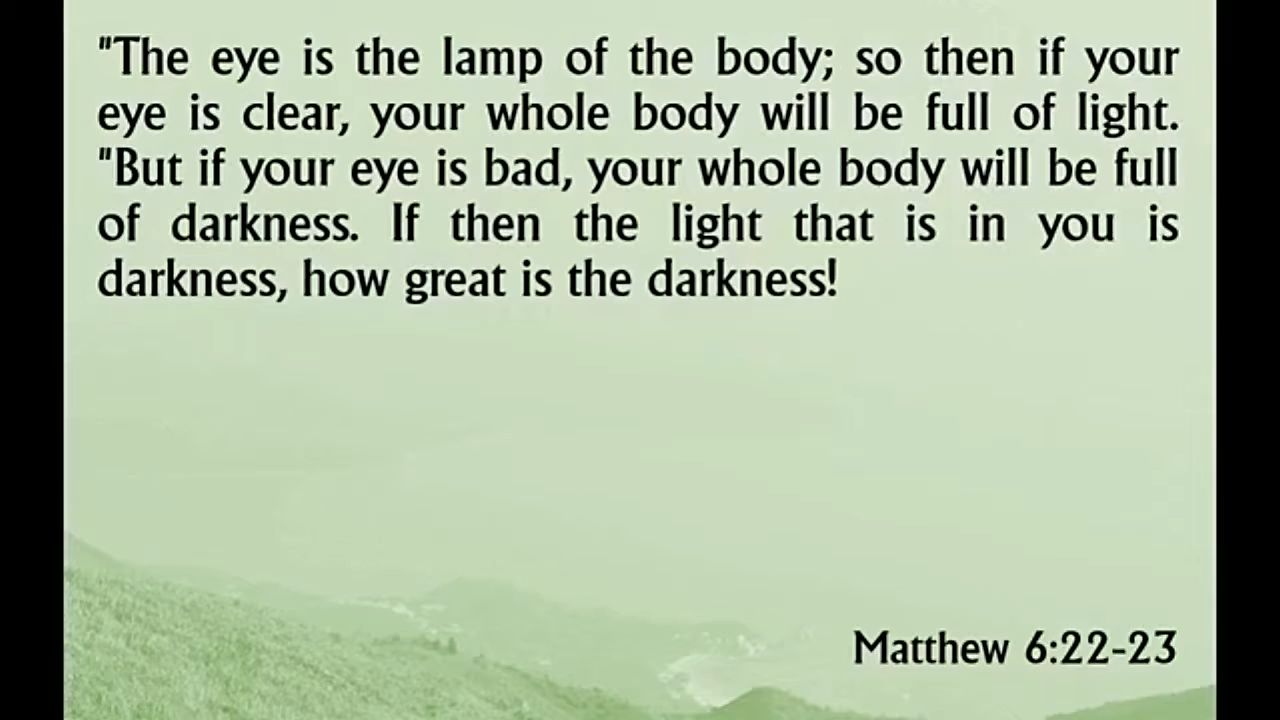 "The eye is the lamp of the body; so then if your
eye is clear, your whole body will be full of light.
"But if your eye is bad, your whole body will be full
of darkness. If then the light that is in you is
darkness, how great is the darkness!
Matthew 6:22-23